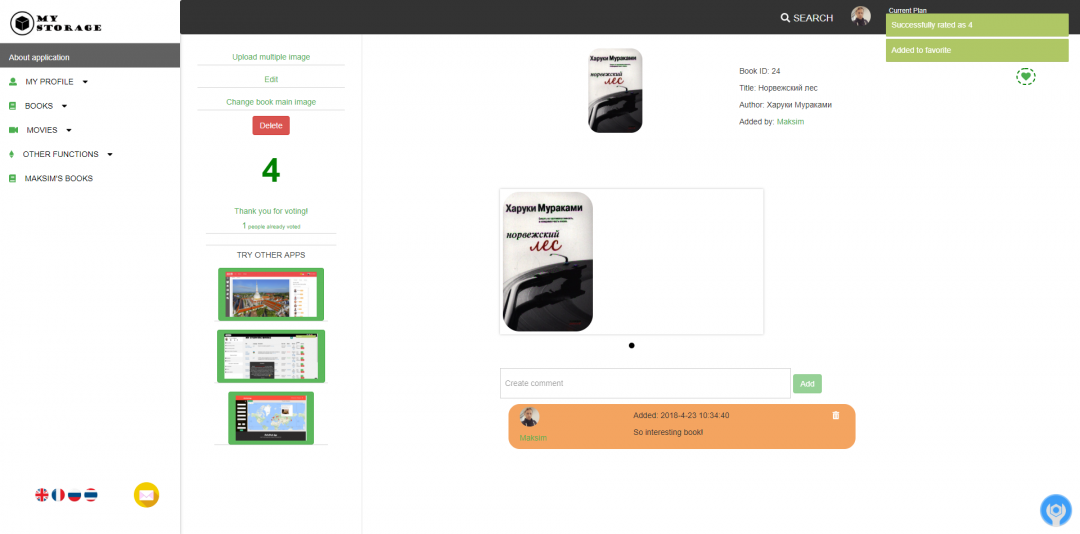 MY
STORAGE
About application
MY PROFILE
BOOKS
MOVIES
OTHER FUNCTIONS
MAKSIM'S BOOKS
SEARCH
Current Plan
Successfully rated as 4
Added to favorite
Upload multiple image
Edit
Change book main image
Delete
4
Thank you for voting!
1 people already voted
TRY OTHER APPS
Харуки Мураками
норвежский
лес
Book ID: 24
Title: Норвежский лес
Author: Харуки Мураками
Added by: Maksim
Харуки Мураками
норвежский
лес
Create comment
Add
Added: 2018-4-23 10:34:40
So interesting book!
Maksim